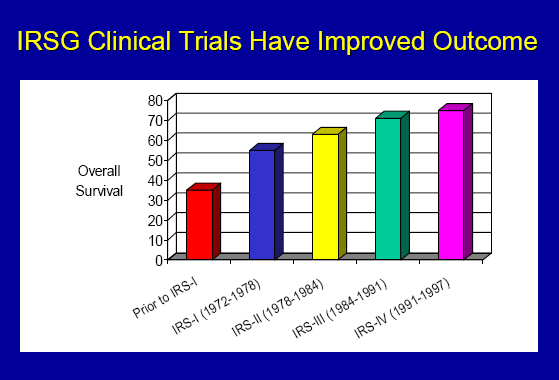 IRSG Clinical Trials Have Improved Outcome
80
70
60
50
40
30
20
10
0
Overall
Survival
Prior to IRS-I
IRS-I (1972-1978)
IRS-II (1978-1984)
IRS-III (1984-1991)
IRS-IV (1991-1997)